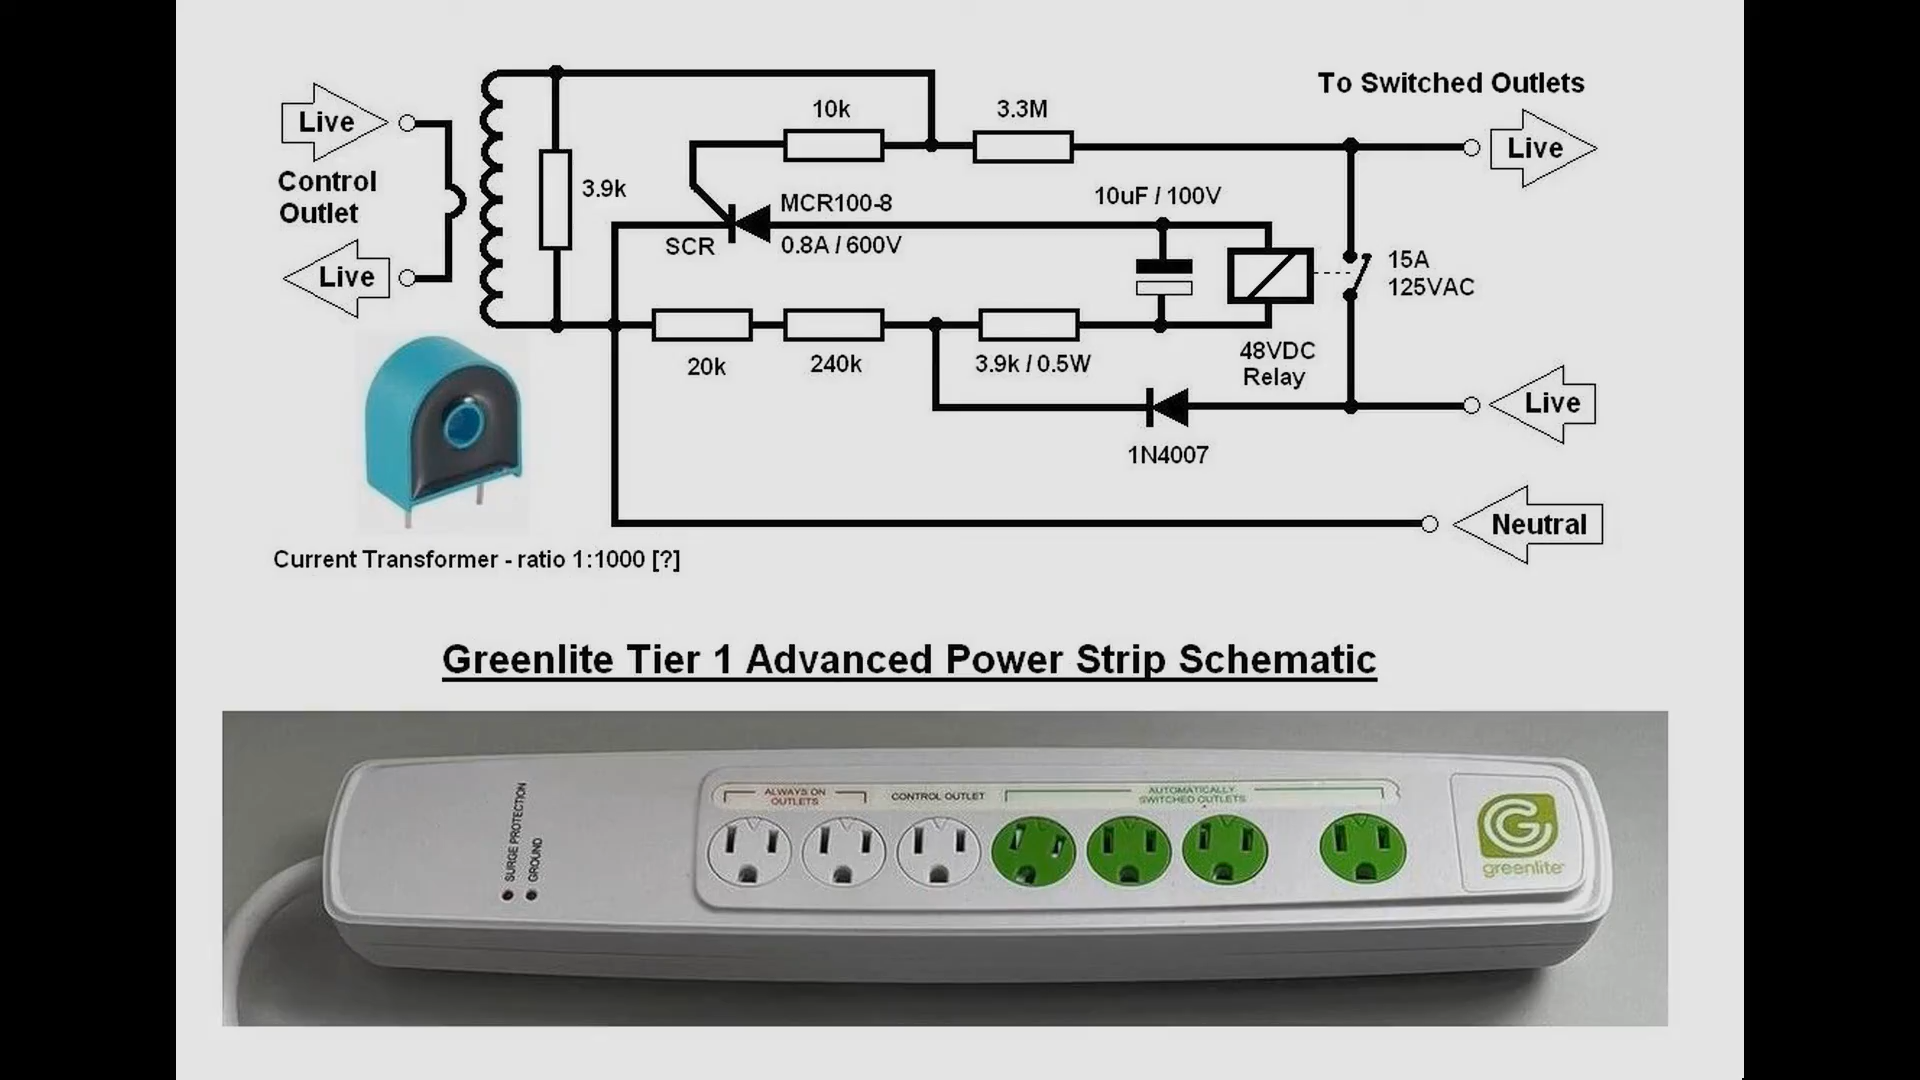 To Switched Outlets
Live
Control
Outlet
Live
3.9k
10k
3.3M
MCR100-8
0.8A / 600V
SCR
10uF / 100V
Live
15A
125VAC
20k
240k
3.9k / 0.5W
48VDC
Relay
1N4007
Live
Neutral
Current Transformer - ratio 1:1000 [?]
Greenlite Tier 1 Advanced Power Strip Schematic
SURGE PROTECTION
GROUND
ALWAYS ON
OUTLETS
CONTROL OUTLET
AUTOMATICALLY
SWITCHED OUTLETS
G
greenlite